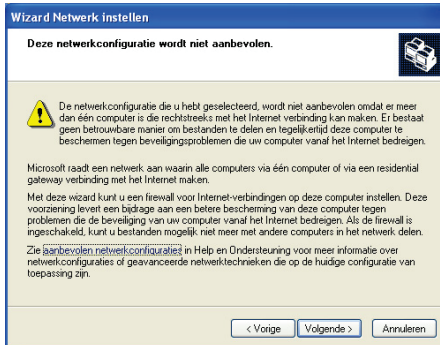 Wizard Netwerk instellen
Deze netwerkconfiguratie wordt niet aanbevolen.
De netwerkconfiguratie die u hebt geselecteerd, wordt niet aanbevolen omdat er meer
dan één computer is die rechtstreeks met het Internet verbinding kan maken. Er bestaat
geen betrouwbare manier om bestanden te delen en tegelijkertijd deze computer te
beschermen tegen beveiligingsproblemen die uw computer vanaf het Internet bedreigen.
Microsoft raadt een netwerk aan waarin alle computers via één computer of via een residential
gateway verbinding met het Internet maken.
Met deze wizard kunt u een firewall voor Internet-verbindingen op deze computer instellen. Deze
voorziening levert een bijdrage aan een betere bescherming van deze computer tegen
problemen die de beveiliging van uw computer vanaf het Internet bedreigen. Als de firewall is
ingeschakeld, kunt u bestanden mogelijk niet meer met andere computers in het netwerk delen.
Zie aanbevolen netwerkconfiguraties in Help en Ondersteuning voor meer informatie over
netwerkconfiguraties of geavanceerde netwerktechnieken die op de huidige configuratie van
toepassing zijn.
< Vorige Volgende > Annuleren